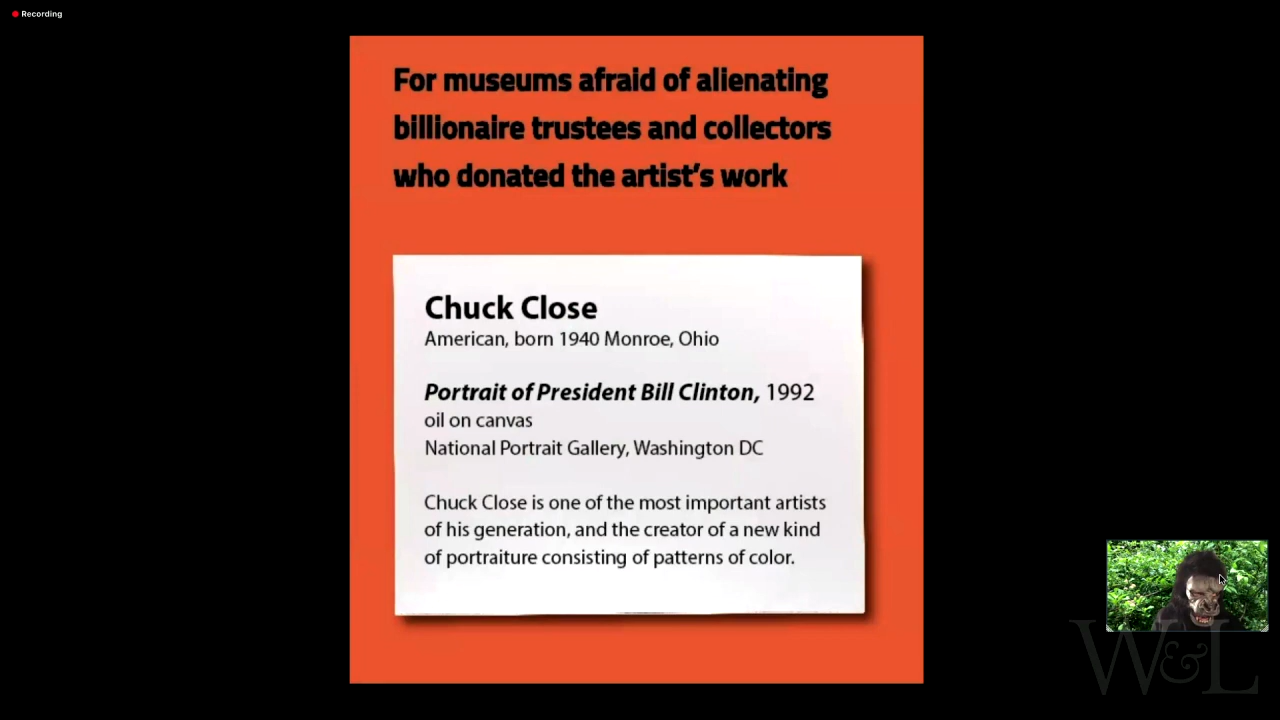 Recording
For museums afraid of alienating
billionaire trustees and collectors
who donated the artist's work
Chuck Close
American, born 1940 Monroe, Ohio
Portrait of President Bill Clinton, 1992
oil on canvas
National Portrait Gallery, Washington DC
Chuck Close is one of the most important artists
of his generation, and the creator of a new kind
of portraiture consisting of patterns of color.
W&L